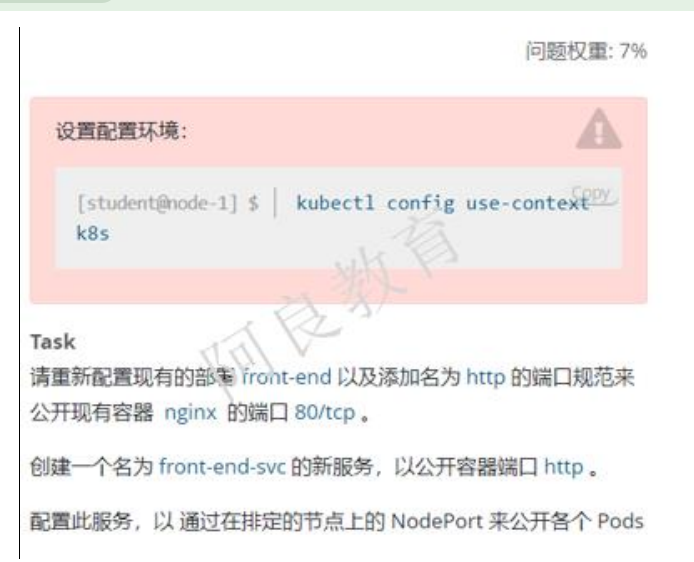 问题权重: 7%
设置配置环境:
Copy
[student@node-1] $ | kubectl config use-context
k8s
阿良教育
Task
请重新配置现有的部署 front-end 以及添加名为 http 的端口规范来
公开现有容器 nginx 的端口 80/tcp 。
创建一个名为 front-end-svc 的新服务，以公开容器端口 http 。
配置此服务，以 通过在排定的节点上的 NodePort 来公开各个 Pods